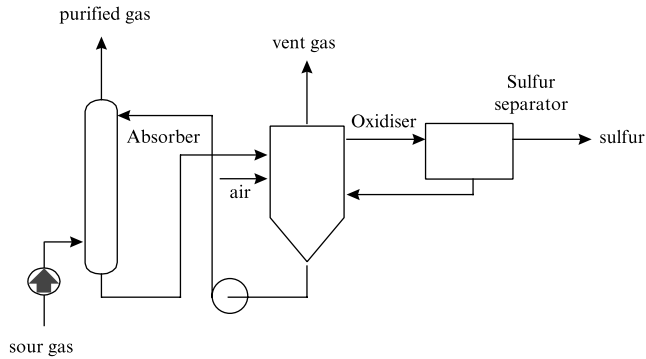 purified gas
vent gas
Sulfur
separator
Oxidiser
Absorber
sulfur
air
sour gas